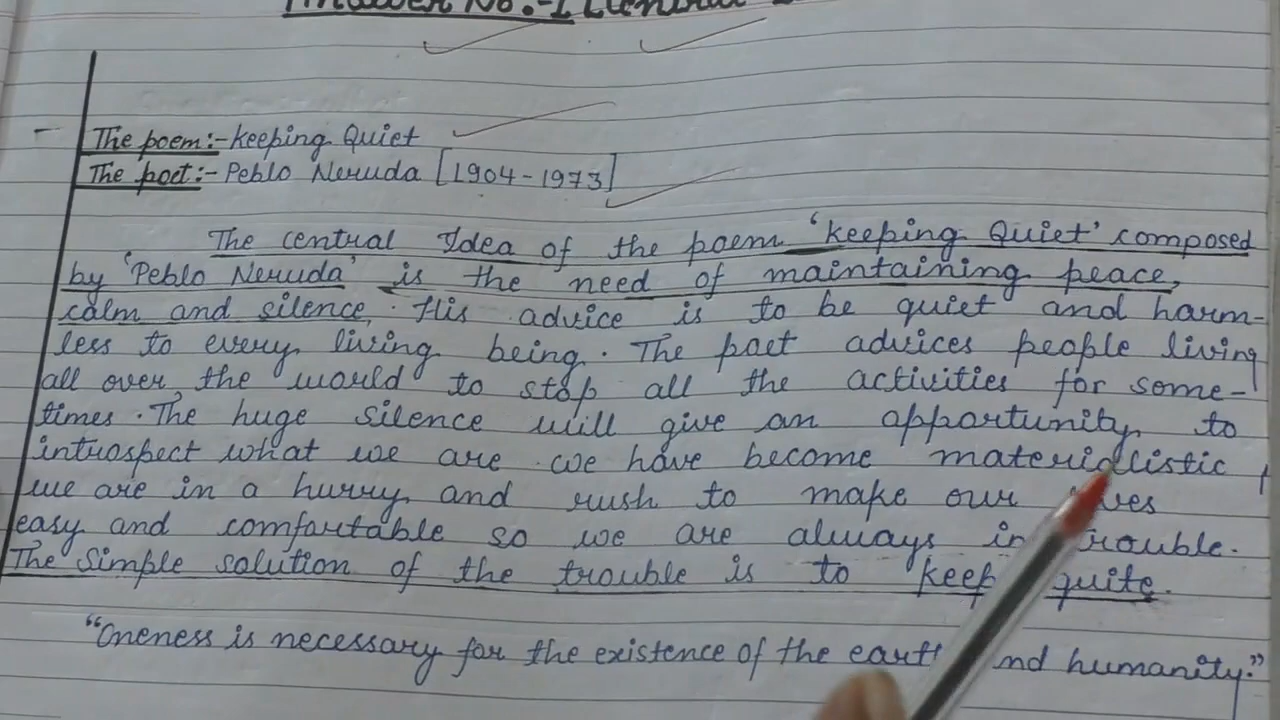 Answer No.-1 Central
The poem:- Keeping Quiet
The poet:- Peblo Neruda [1904-1973]
The central Idea of the poem 'keeping Quiet' composed
by 'Peblo Neruda' is the need of maintaining peace,
calm and silence. His advice is to be quiet and harm-
less to every living being. The poet advices people living
all over the world to stop all the activities for some-
times. The huge silence will give an opportunity to
introspect what we are. we have become materialistic,
we are in a hurry and rush to make our lives
easy and comfortable so we are always in trouble.
The Simple solution of the trouble is to keep quite.
"Oneness is necessary for the existence of the earth and humanity."